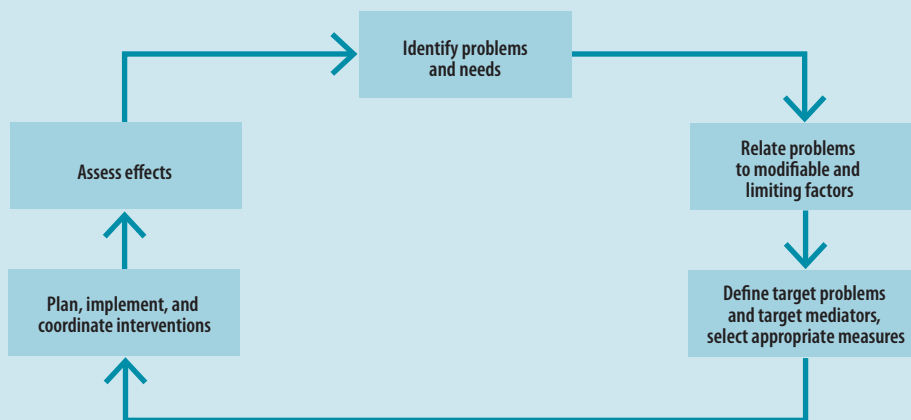 Identify problems
and needs
Relate problems
to modifiable and
limiting factors
Define target problems
and target mediators,
select appropriate measures
Plan, implement, and
coordinate interventions
Assess effects